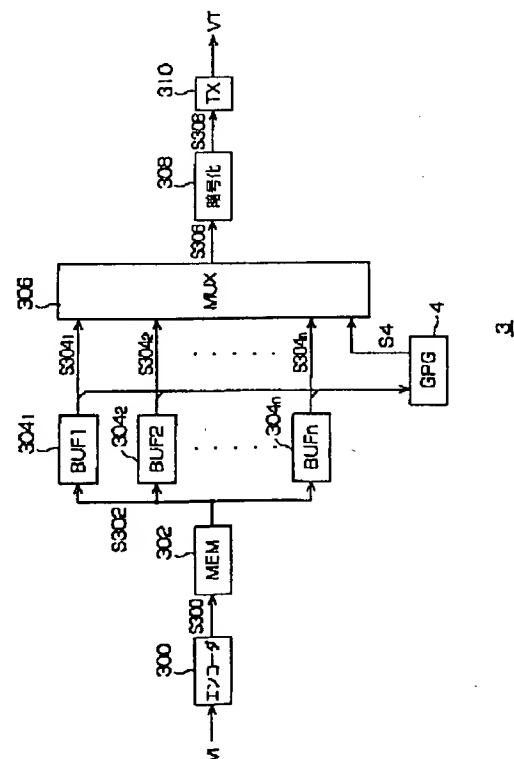 VI
エンコーダ
300
S300
MEM
302
S302
BUF1
304₁
BUF2
304₂
BUFn
304n
S304₁
S304₂
S304n
GPG
4
S4
MUX
306
S306
暗号化
308
S308
TX
310
VT
3